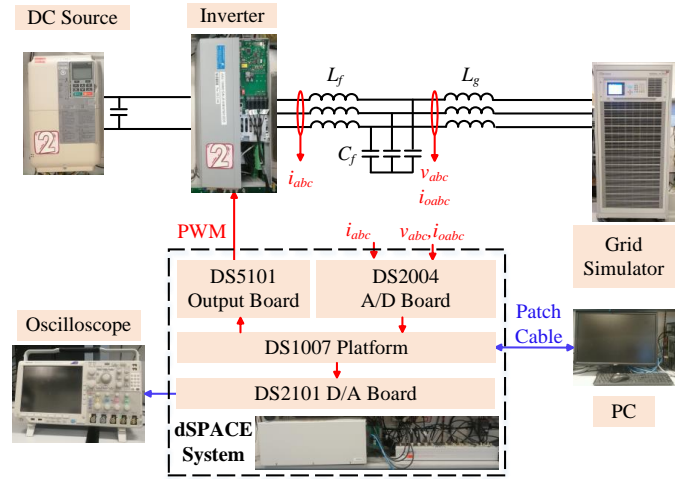 DC Source
Inverter
L_f
L_g
C_f
i_abc
v_abc
i_oabc
PWM
i_abc
v_abc,i_oabc
Grid
Simulator
DS5101
Output Board
DS2004
A/D Board
Oscilloscope
Patch
Cable
DS1007 Platform
DS2101 D/A Board
PC
dSPACE
System